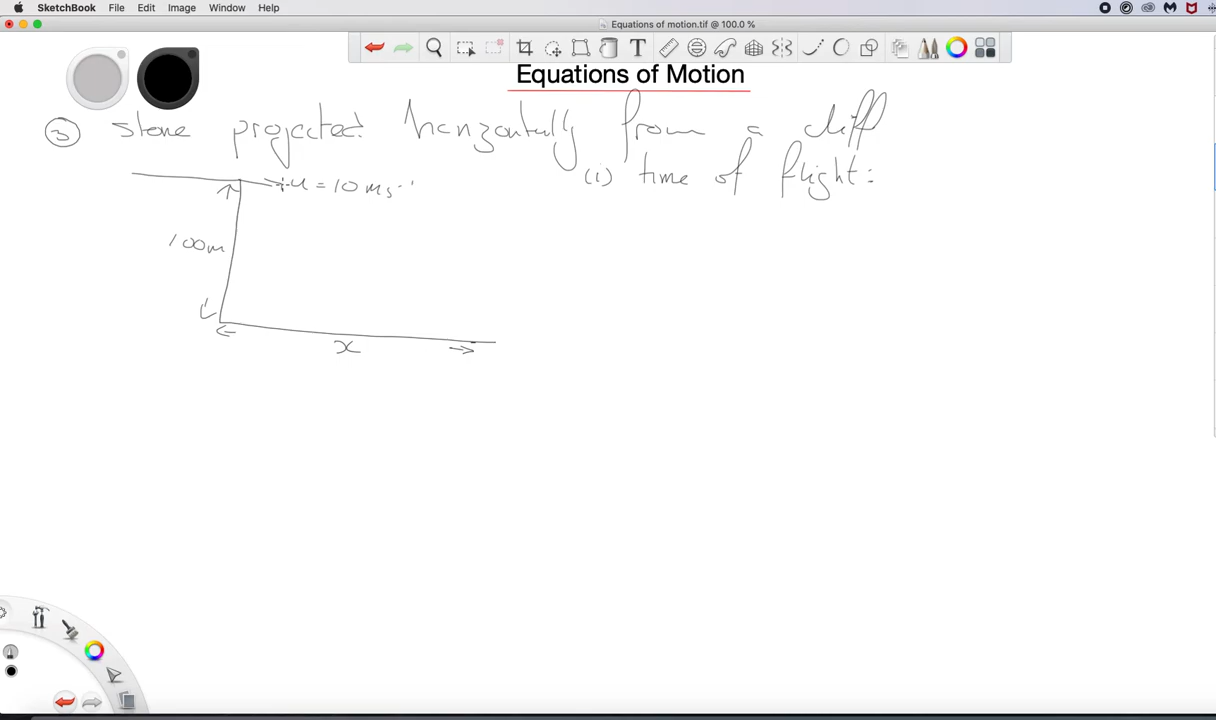 SketchBook File Edit Image Window Help
Equations of motion.tif @ 100.0 %
T
Equations of Motion
③ stone projected horizontally from a cliff
(i) time of flight:
u = 10 ms⁻¹
100m
x